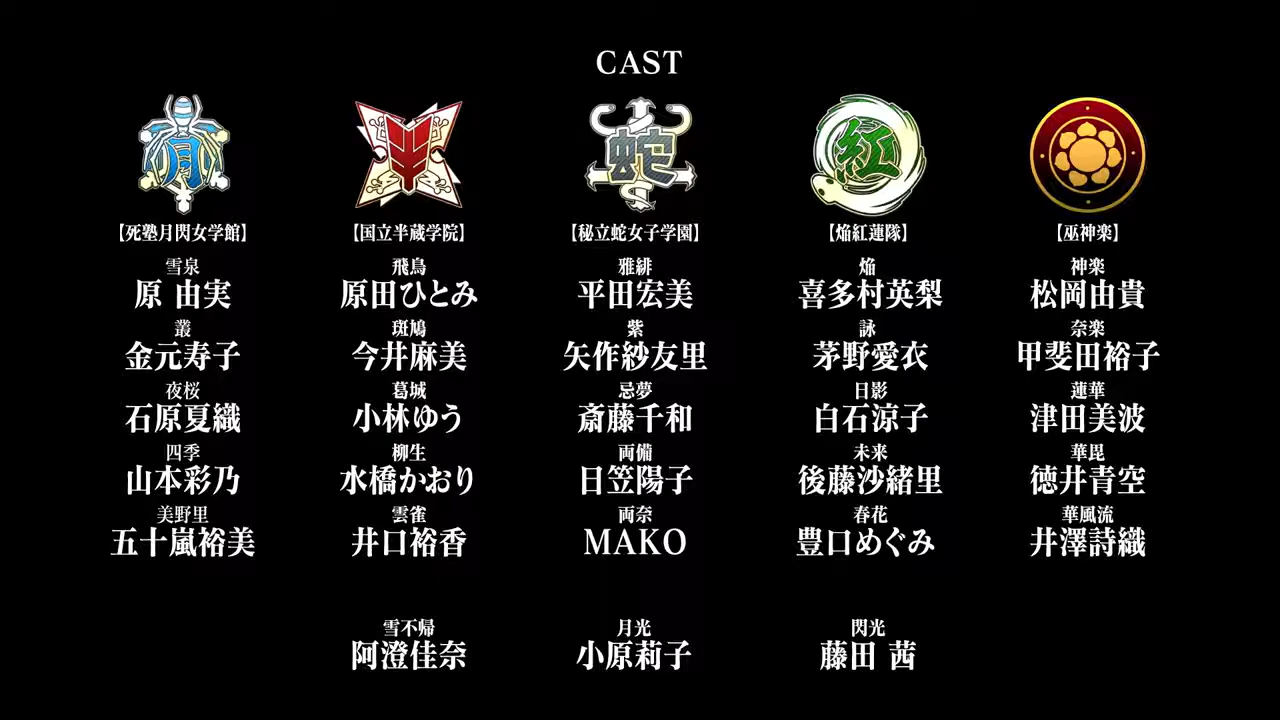 CAST
月
蛇
紅
【死塾月閃女学館】
雪泉
原 由実
叢
金元寿子
夜桜
石原夏織
四季
山本彩乃
美野里
五十嵐裕美
【国立半蔵学院】
飛鳥
原田ひとみ
斑鳩
今井麻美
葛城
小林ゆう
柳生
水橋かおり
雲雀
井口裕香
【秘立蛇女子学園】
雅緋
平田宏美
紫
矢作紗友里
忌夢
斎藤千和
両備
日笠陽子
両奈
MAKO
【焔紅蓮隊】
焔
喜多村英梨
詠
茅野愛衣
日影
白石涼子
未来
後藤沙緒里
春花
豊口めぐみ
【巫神楽】
神楽
松岡由貴
奈楽
甲斐田裕子
蓮華
津田美波
華毘
徳井青空
華風流
井澤詩織
雪不帰
阿澄佳奈
月光
小原莉子
閃光
藤田 茜